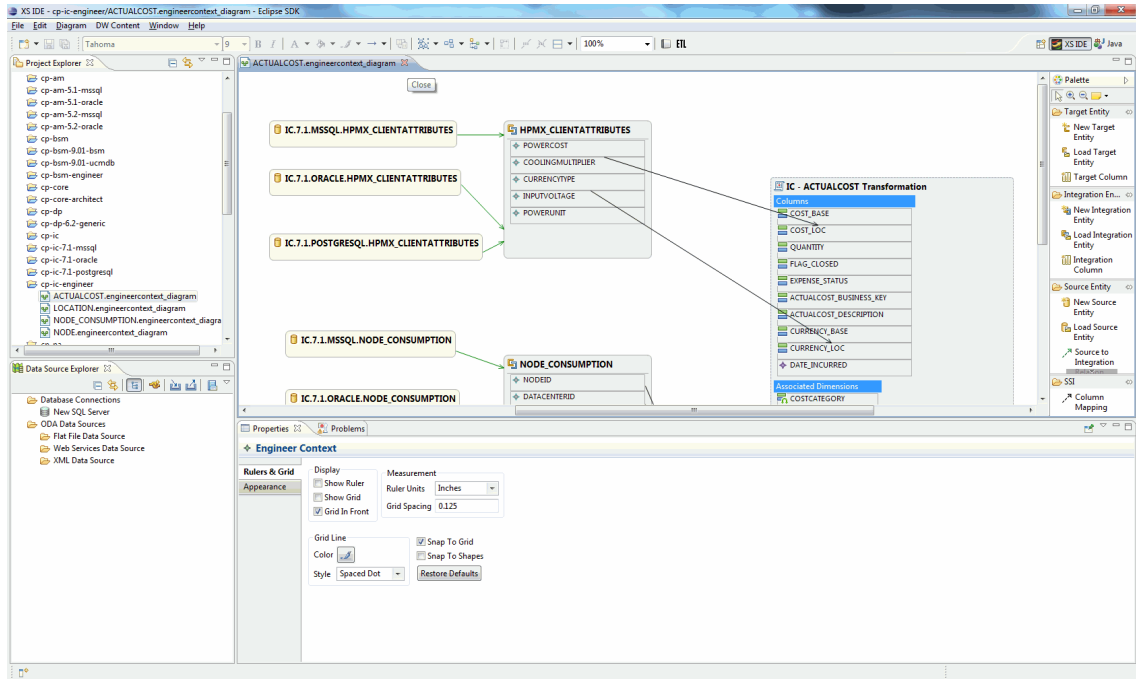 XS IDE - cp-ic-engineer/ACTUALCOST.engineercontext_diagram - Eclipse SDK
File Edit Diagram DW Content Window Help
Tahoma 9 B I A 100% ETL XS IDE Java
Project Explorer
cp-am
cp-am-5.1-mssql
cp-am-5.1-oracle
cp-am-5.2-mssql
cp-am-5.2-oracle
cp-bsm
cp-bsm-9.01-bsm
cp-bsm-9.01-ucmdb
cp-bsm-engineer
cp-core
cp-core-architect
cp-dp
cp-dp-6.2-generic
cp-ic
cp-ic-7.1-mssql
cp-ic-7.1-oracle
cp-ic-7.1-postgresql
cp-ic-engineer
ACTUALCOST.engineercontext_diagram
LOCATION.engineercontext_diagram
NODE_CONSUMPTION.engineercontext_diagra
NODE.engineercontext_diagram
Data Source Explorer
Database Connections
New SQL Server
ODA Data Sources
Flat File Data Source
Web Services Data Source
XML Data Source
ACTUALCOST.engineercontext_diagram
Close
IC.7.1.MSSQL.HPMX_CLIENTATTRIBUTES
IC.7.1.ORACLE.HPMX_CLIENTATTRIBUTES
IC.7.1.POSTGRESQL.HPMX_CLIENTATTRIBUTES
IC.7.1.MSSQL.NODE_CONSUMPTION
IC.7.1.ORACLE.NODE_CONSUMPTION
HPMX_CLIENTATTRIBUTES
POWERCOST
COOLINGMULTIPLIER
CURRENCYTYPE
INPUTVOLTAGE
POWERUNIT
NODE_CONSUMPTION
NODEID
DATACENTERID
IC - ACTUALCOST Transformation
Columns
COST_BASE
COST_LOC
QUANTITY
FLAG_CLOSED
EXPENSE_STATUS
ACTUALCOST_BUSINESS_KEY
ACTUALCOST_DESCRIPTION
CURRENCY_BASE
CURRENCY_LOC
DATE_INCURRED
Associated Dimensions
COSTCATEGORY
Palette
Target Entity
New Target
Entity
Load Target
Entity
Target Column
Integration En...
New Integration
Entity
Load Integration
Entity
Integration
Column
Source Entity
New Source
Entity
Load Source
Entity
Source to
Integration
SSI
Column
Mapping
Properties Problems
Engineer Context
Rulers & Grid
Appearance
Display
Show Ruler
Show Grid
Grid In Front
Measurement
Ruler Units Inches
Grid Spacing 0.125
Grid Line
Color
Style Spaced Dot
Snap To Grid
Snap To Shapes
Restore Defaults